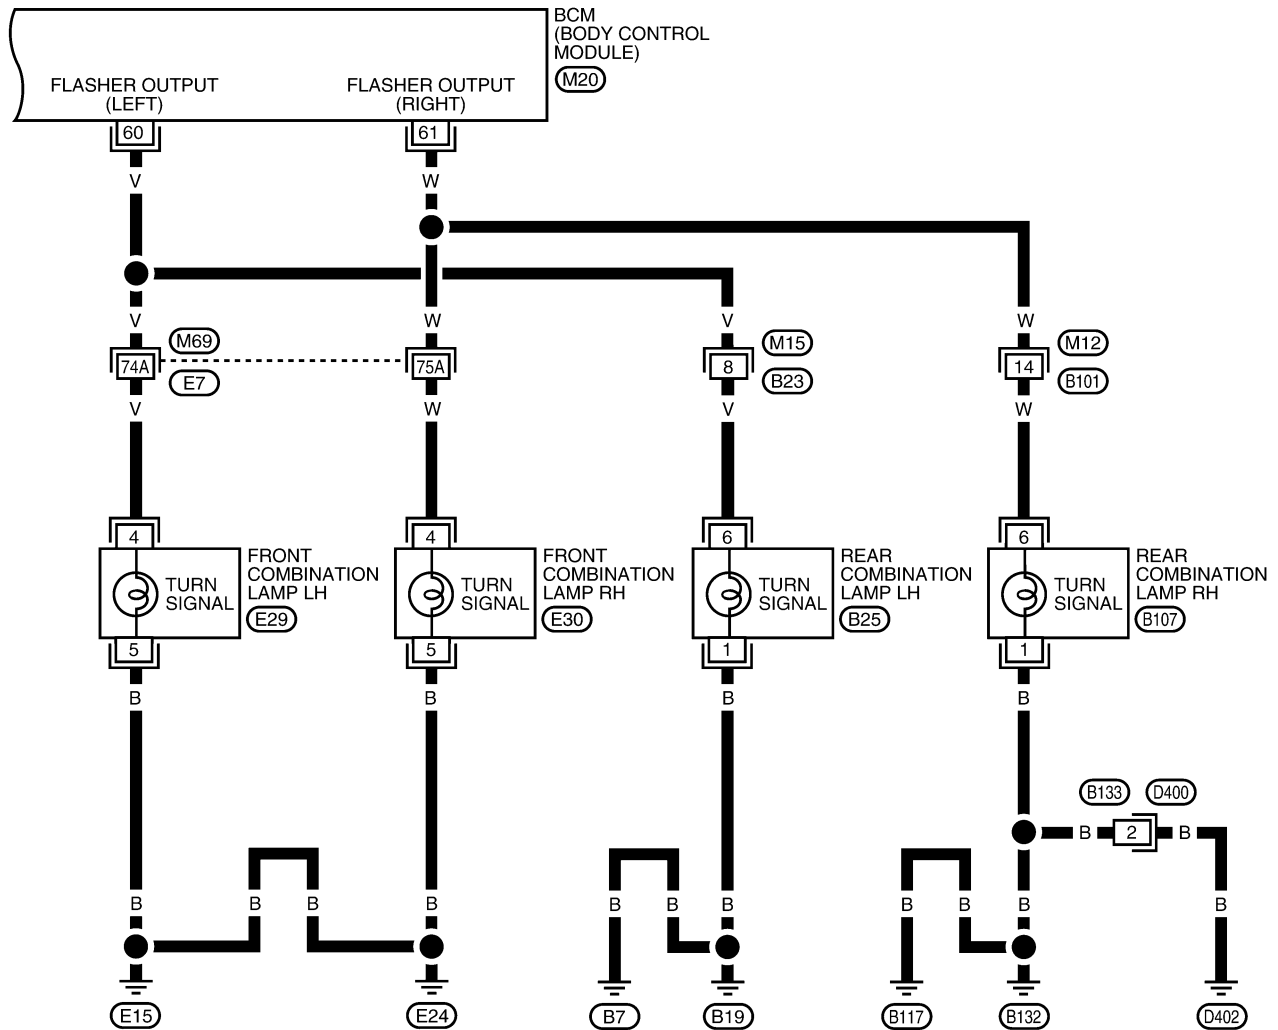 BCM
(BODY CONTROL
MODULE)
M20
FLASHER OUTPUT
(LEFT)
FLASHER OUTPUT
(RIGHT)
60
61
V
W
V
W
V
W
M69
M15
M12
74A
75A
8
14
E7
B23
B101
V
W
V
W
4
4
6
6
TURN
SIGNAL
FRONT
COMBINATION
LAMP LH
E29
TURN
SIGNAL
FRONT
COMBINATION
LAMP RH
E30
TURN
SIGNAL
REAR
COMBINATION
LAMP LH
B25
TURN
SIGNAL
REAR
COMBINATION
LAMP RH
B107
5
5
1
1
B
B
B
B
B133
D400
B
2
B
B
B
B
B
B
B
B
B
B
B
B
E15
E24
B7
B19
B117
B132
D402